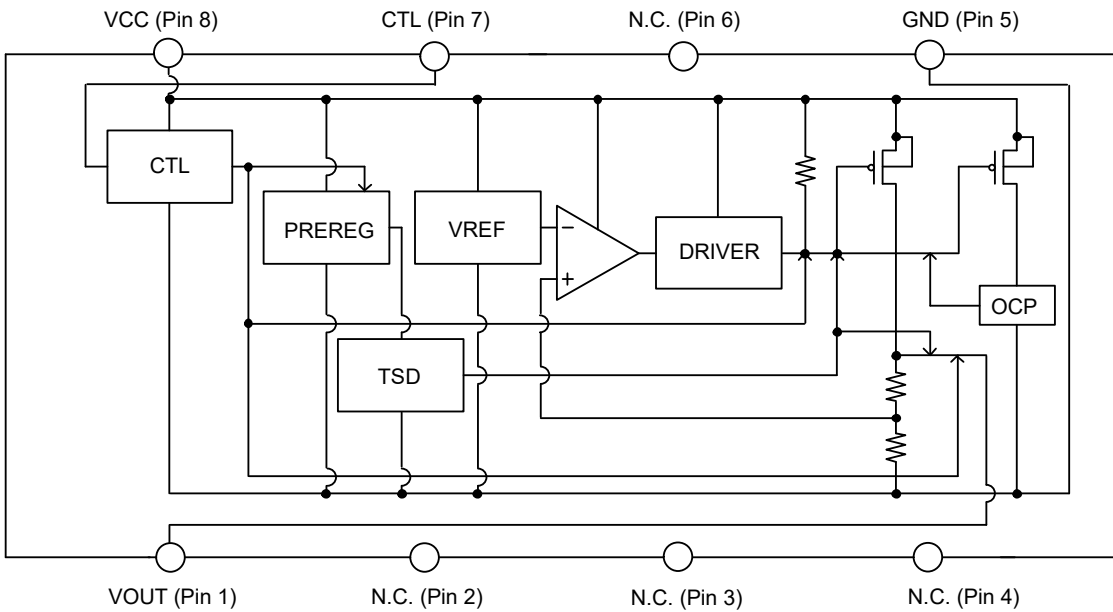 VCC (Pin 8)
CTL (Pin 7)
N.C. (Pin 6)
GND (Pin 5)
CTL
PREREG
VREF
−
+
DRIVER
OCP
TSD
VOUT (Pin 1)
N.C. (Pin 2)
N.C. (Pin 3)
N.C. (Pin 4)